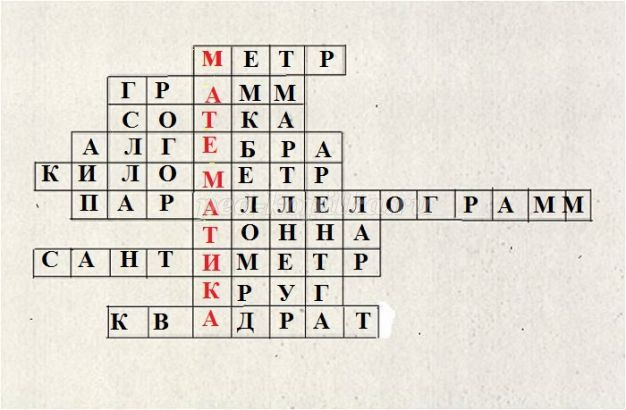 МЕТР
ГРАММ
СОТКА
АЛГЕБРА
КИЛОМЕТР
ПАРАЛЛЕЛОГРАММ
ТОННА
САНТИМЕТР
КРУГ
КВАДРАТ